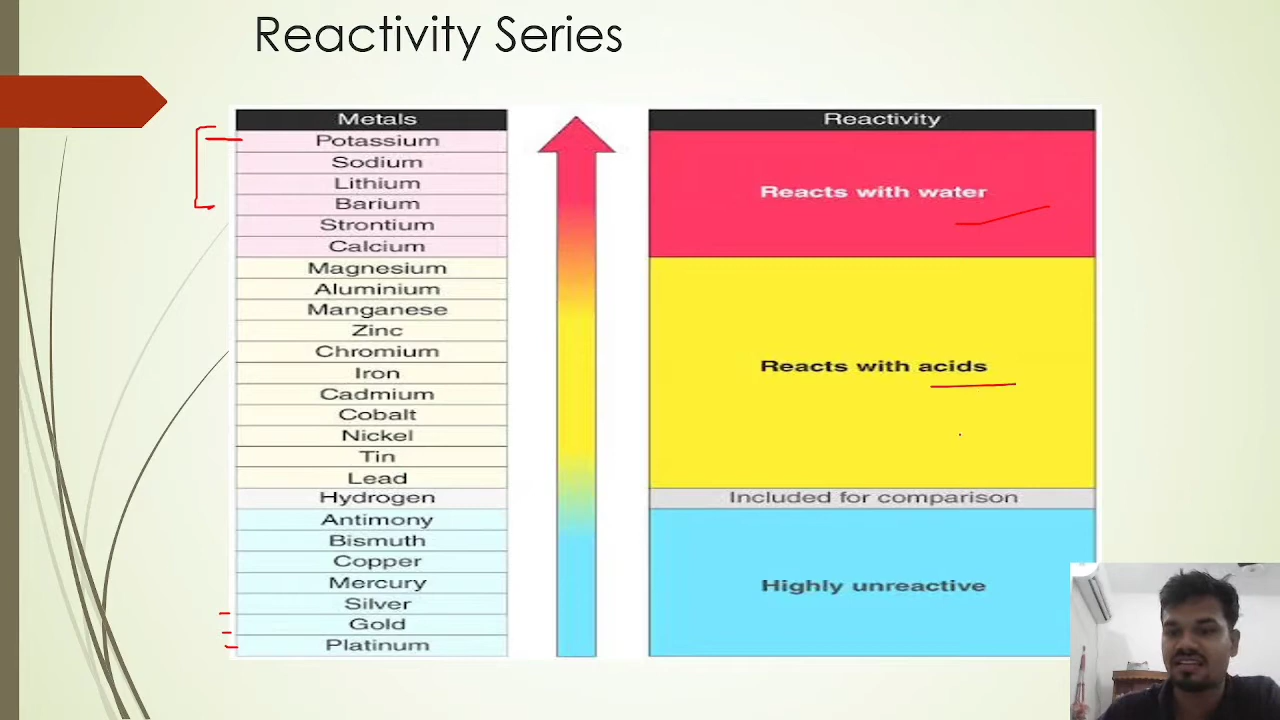 Reactivity Series
Metals
Potassium
Sodium
Lithium
Barium
Strontium
Calcium
Magnesium
Aluminium
Manganese
Zinc
Chromium
Iron
Cadmium
Cobalt
Nickel
Tin
Lead
Hydrogen
Antimony
Bismuth
Copper
Mercury
Silver
Gold
Platinum
Reactivity
Reacts with water
Reacts with acids
Included for comparison
Highly unreactive